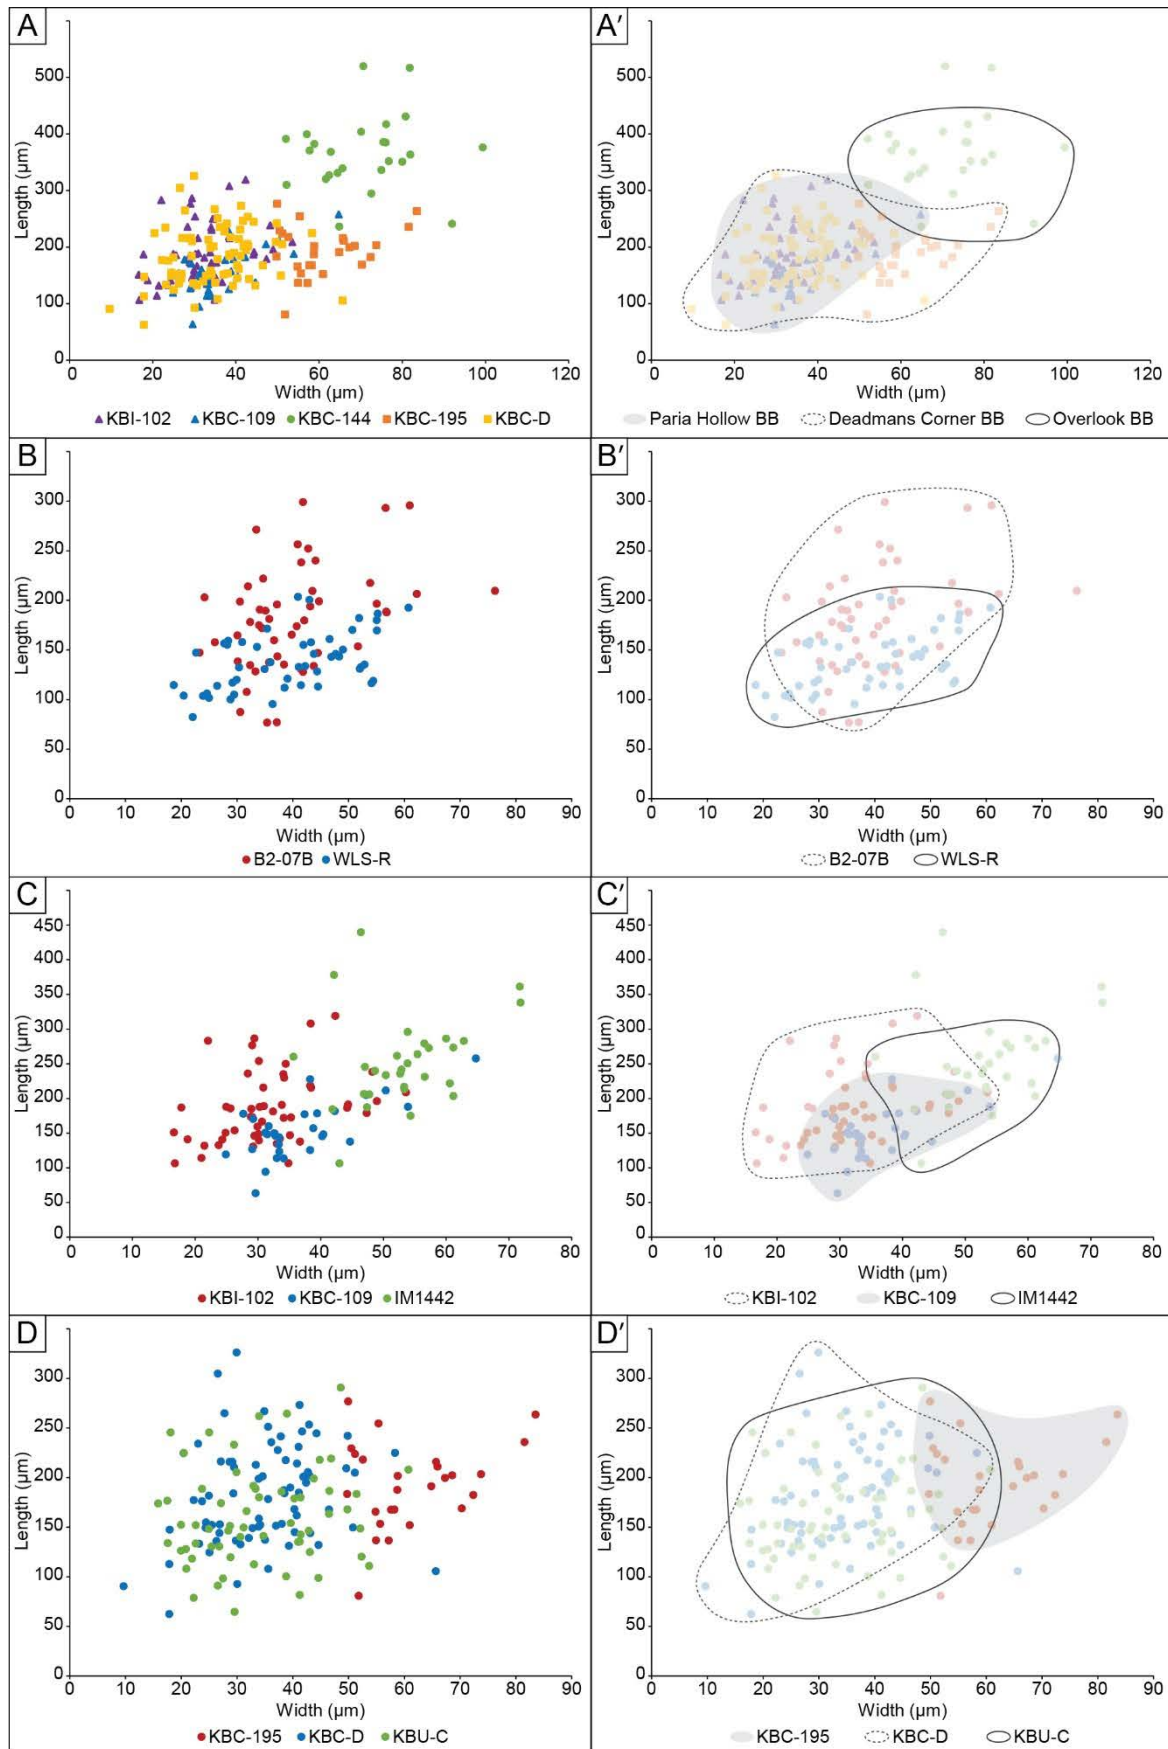 A
Length (µm)
500
400
300
200
100
0
20 40 60 80 100 120
Width (µm)
KBI-102 KBC-109 KBC-144 KBC-195 KBC-D
A′
Length (µm)
500
400
300
200
100
0
0 20 40 60 80 100 120
Width (µm)
Paria Hollow BB Deadmans Corner BB Overlook BB
B
Length (µm)
300
250
200
150
100
50
0
0 10 20 30 40 50 60 70 80 90
Width (µm)
B2-07B WLS-R
B′
Length (µm)
300
250
200
150
100
50
0
0 10 20 30 40 50 60 70 80 90
Width (µm)
B2-07B WLS-R
C
Length (µm)
450
400
350
300
250
200
150
100
50
0
0 10 20 30 40 50 60 70 80
Width (µm)
KBI-102 KBC-109 IM1442
C′
Length (µm)
450
400
350
300
250
200
150
100
50
0
0 10 20 30 40 50 60 70 80
Width (µm)
KBI-102 KBC-109 IM1442
D
Length (µm)
300
250
200
150
100
50
0
0 10 20 30 40 50 60 70 80 90
Width (µm)
KBC-195 KBC-D KBU-C
D′
Length (µm)
300
250
200
150
100
50
0
0 10 20 30 40 50 60 70 80 90
Width (µm)
KBC-195 KBC-D KBU-C